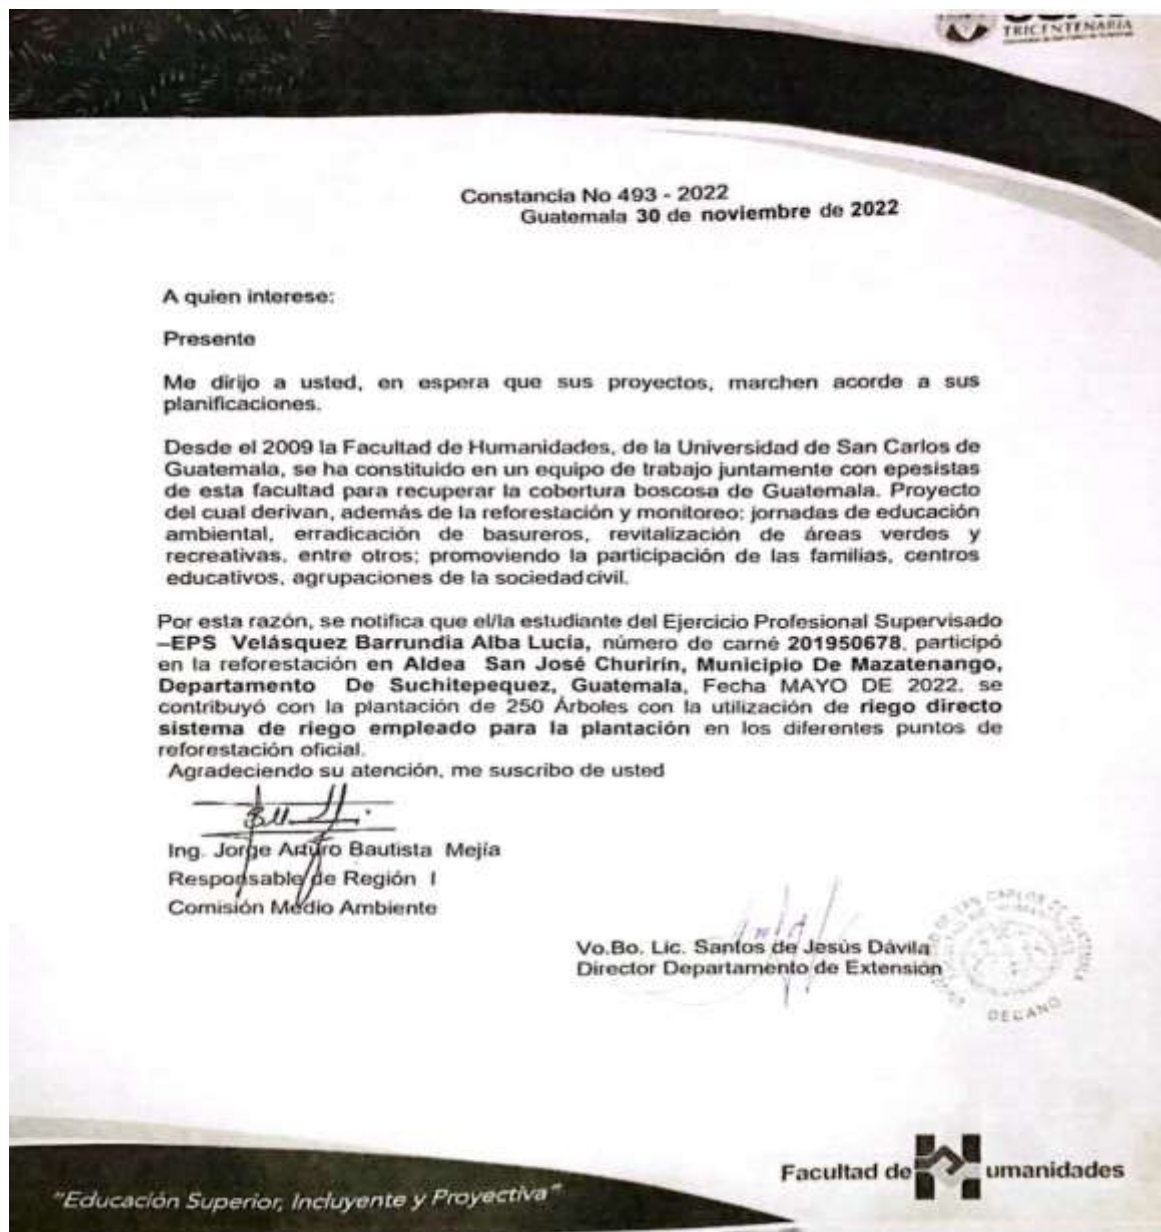 TRICENTENARIA
Constancia No 493 - 2022
Guatemala 30 de noviembre de 2022
A quien interese:
Presente
Me dirijo a usted, en espera que sus proyectos, marchen acorde a sus
planificaciones.
Desde el 2009 la Facultad de Humanidades, de la Universidad de San Carlos de
Guatemala, se ha constituido en un equipo de trabajo juntamente con epesistas
de esta facultad para recuperar la cobertura boscosa de Guatemala. Proyecto
del cual derivan, además de la reforestación y monitoreo: jornadas de educación
ambiental, erradicación de basureros, revitalización de áreas verdes y
recreativas, entre otros; promoviendo la participación de las familias, centros
educativos, agrupaciones de la sociedad civil.
Por esta razón, se notifica que el/la estudiante del Ejercicio Profesional Supervisado
–EPS Velásquez Barrundia Alba Lucía, número de carné 201950678, participó
en la reforestación en Aldea San José Churirín, Municipio De Mazatenango,
Departamento De Suchitepequez, Guatemala, Fecha MAYO DE 2022. se
contribuyó con la plantación de 250 Árboles con la utilización de riego directo
sistema de riego empleado para la plantación en los diferentes puntos de
reforestación oficial.
Agradeciendo su atención, me suscribo de usted
Ing. Jorge Arturo Bautista Mejía
Responsable de Región I
Comisión Medio Ambiente
Vo.Bo. Lic. Santos de Jesús Dávila
Director Departamento de Extensión
DECANO
Facultad de Humanidades
"Educación Superior, Incluyente y Proyectiva"